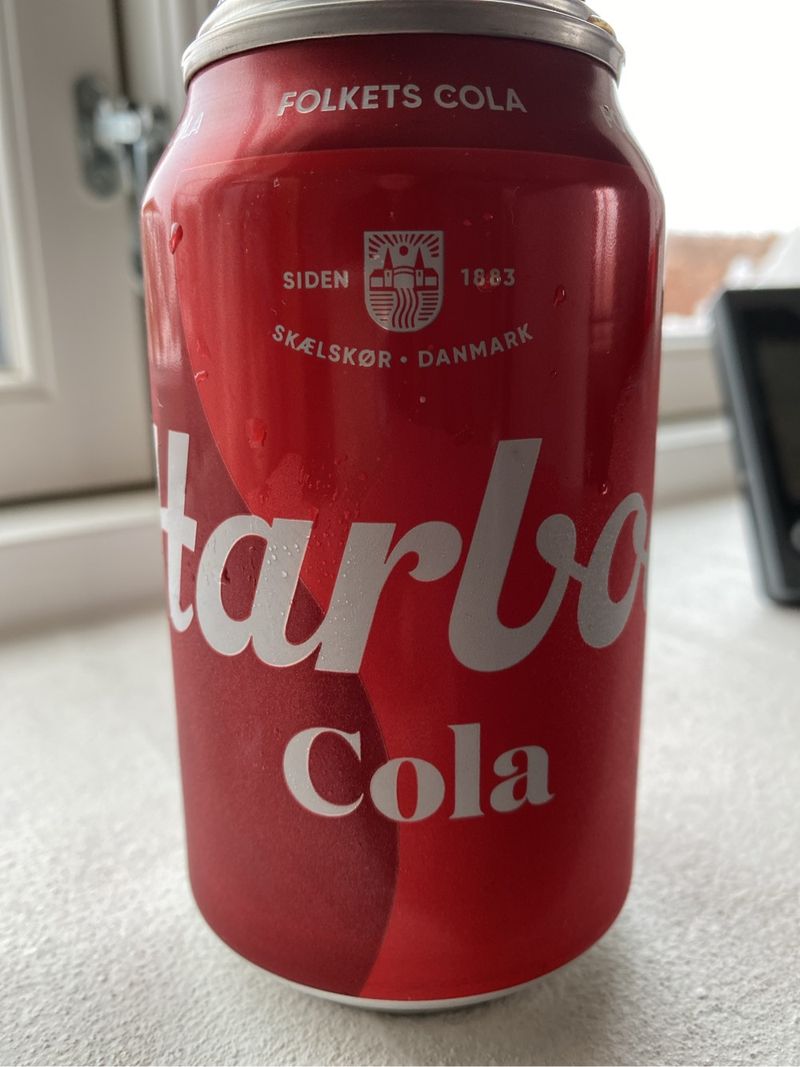 FOLKETS COLA
SIDEN 1883
SKÆLSKØR • DANMARK
Harbo
Cola